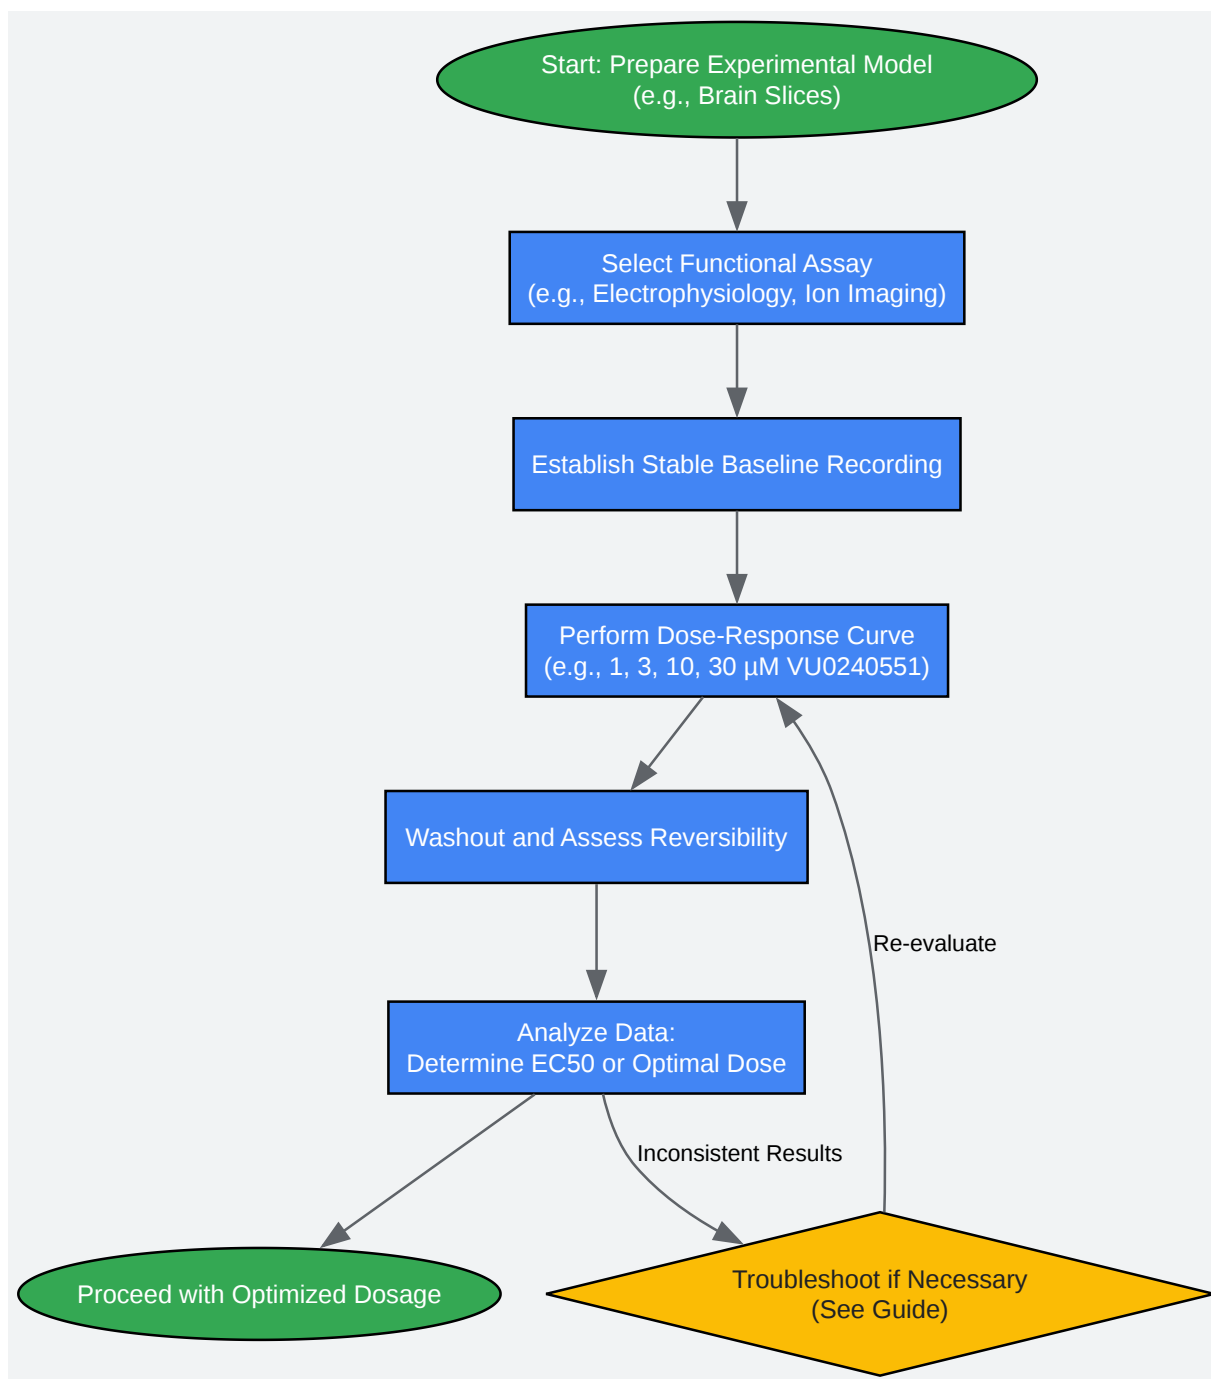 Start: Prepare Experimental Model
(e.g., Brain Slices)
Select Functional Assay
(e.g., Electrophysiology, Ion Imaging)
Establish Stable Baseline Recording
Perform Dose-Response Curve
(e.g., 1, 3, 10, 30 µM VU0240551)
Washout and Assess Reversibility
Re-evaluate
Analyze Data:
Determine EC50 or Optimal Dose
Inconsistent Results
Proceed with Optimized Dosage
Troubleshoot if Necessary
(See Guide)